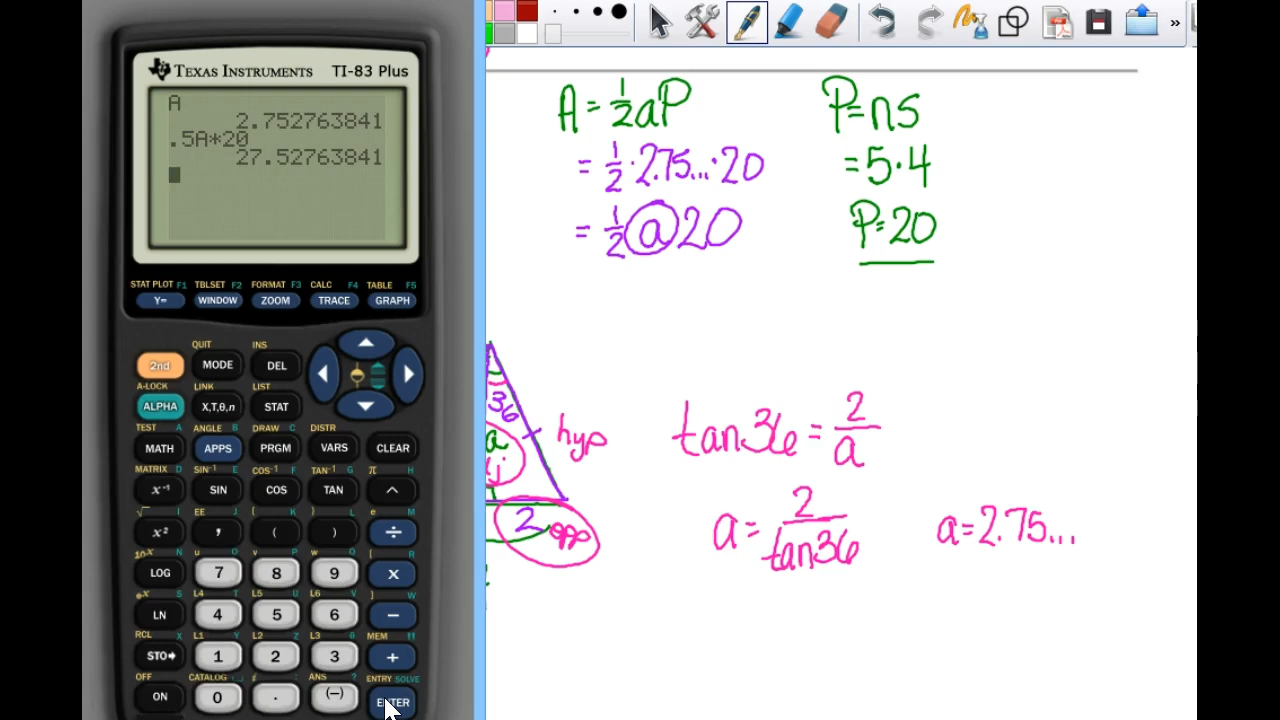 TEXAS INSTRUMENTS TI-83 Plus
A
2.752763841
.5A*20
27.52763841
STAT PLOT F1 TBLSET F2 FORMAT F3 CALC F4 TABLE F5
Y= WINDOW ZOOM TRACE GRAPH
QUIT INS
2nd MODE DEL
A-LOCK LINK LIST
ALPHA X,T,θ,n STAT
TEST A ANGLE B DRAW C DISTR
MATH APPS PRGM VARS CLEAR
MATRIX D SIN⁻¹ E COS⁻¹ F TAN⁻¹ G π H
x⁻¹ SIN COS TAN ^
√ I EE J { K } L e M
x² , ( ) ÷
10ˣ N u O v P w Q [ R
LOG 7 8 9 x
eˣ S L4 T L5 U L6 V ] W
LN 4 5 6 −
RCL X L1 Y L2 Z L3 θ MEM "
STO➔ 1 2 3 +
OFF CATALOG : ANS ? ENTRY SOLVE
ON 0 . (−) ENTER
»
A = 1/2 aP
= 1/2 · 2.75... · 20
= 1/2 a 20
P = ns
= 5 · 4
P = 20
36
a
hyp
2 opp
tan36 = 2/a
a = 2/tan36
a = 2.75...